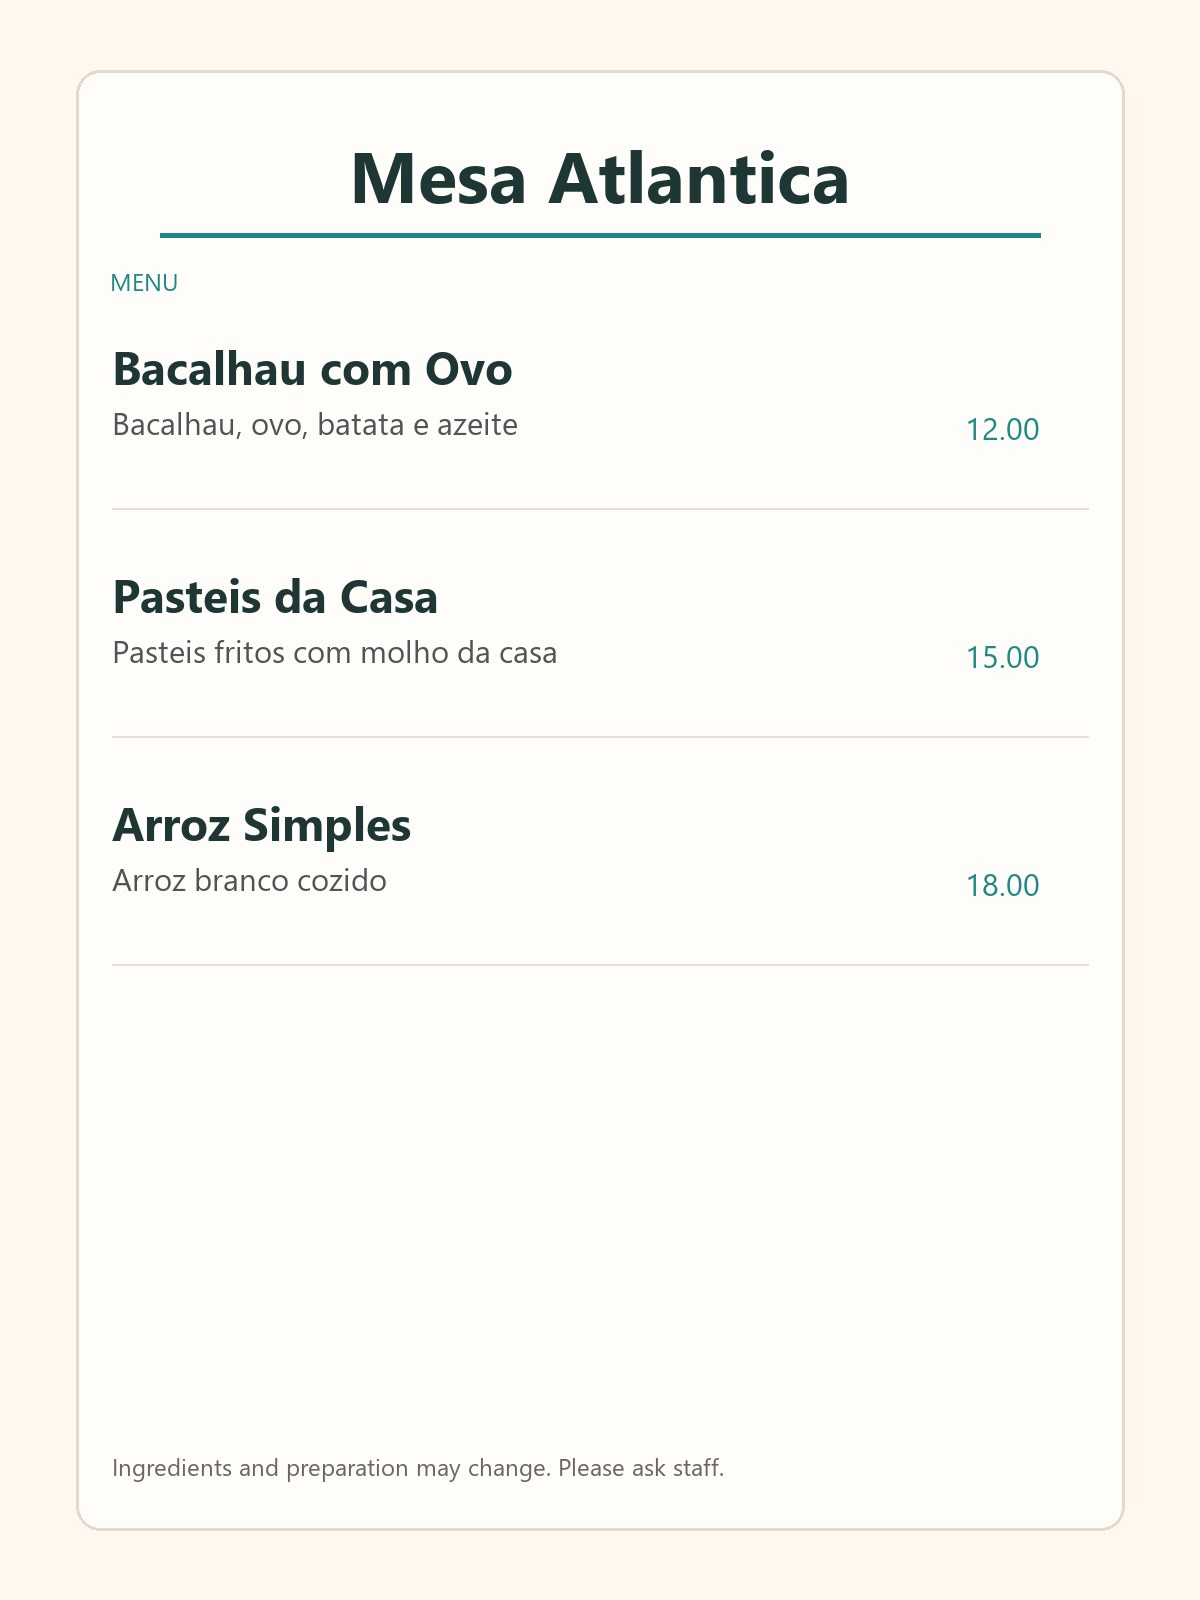 Mesa Atlantica
MENU
Bacalhau com Ovo
Bacalhau, ovo, batata e azeite
12.00
Pasteis da Casa
Pasteis fritos com molho da casa
15.00
Arroz Simples
Arroz branco cozido
18.00
Ingredients and preparation may change. Please ask staff.